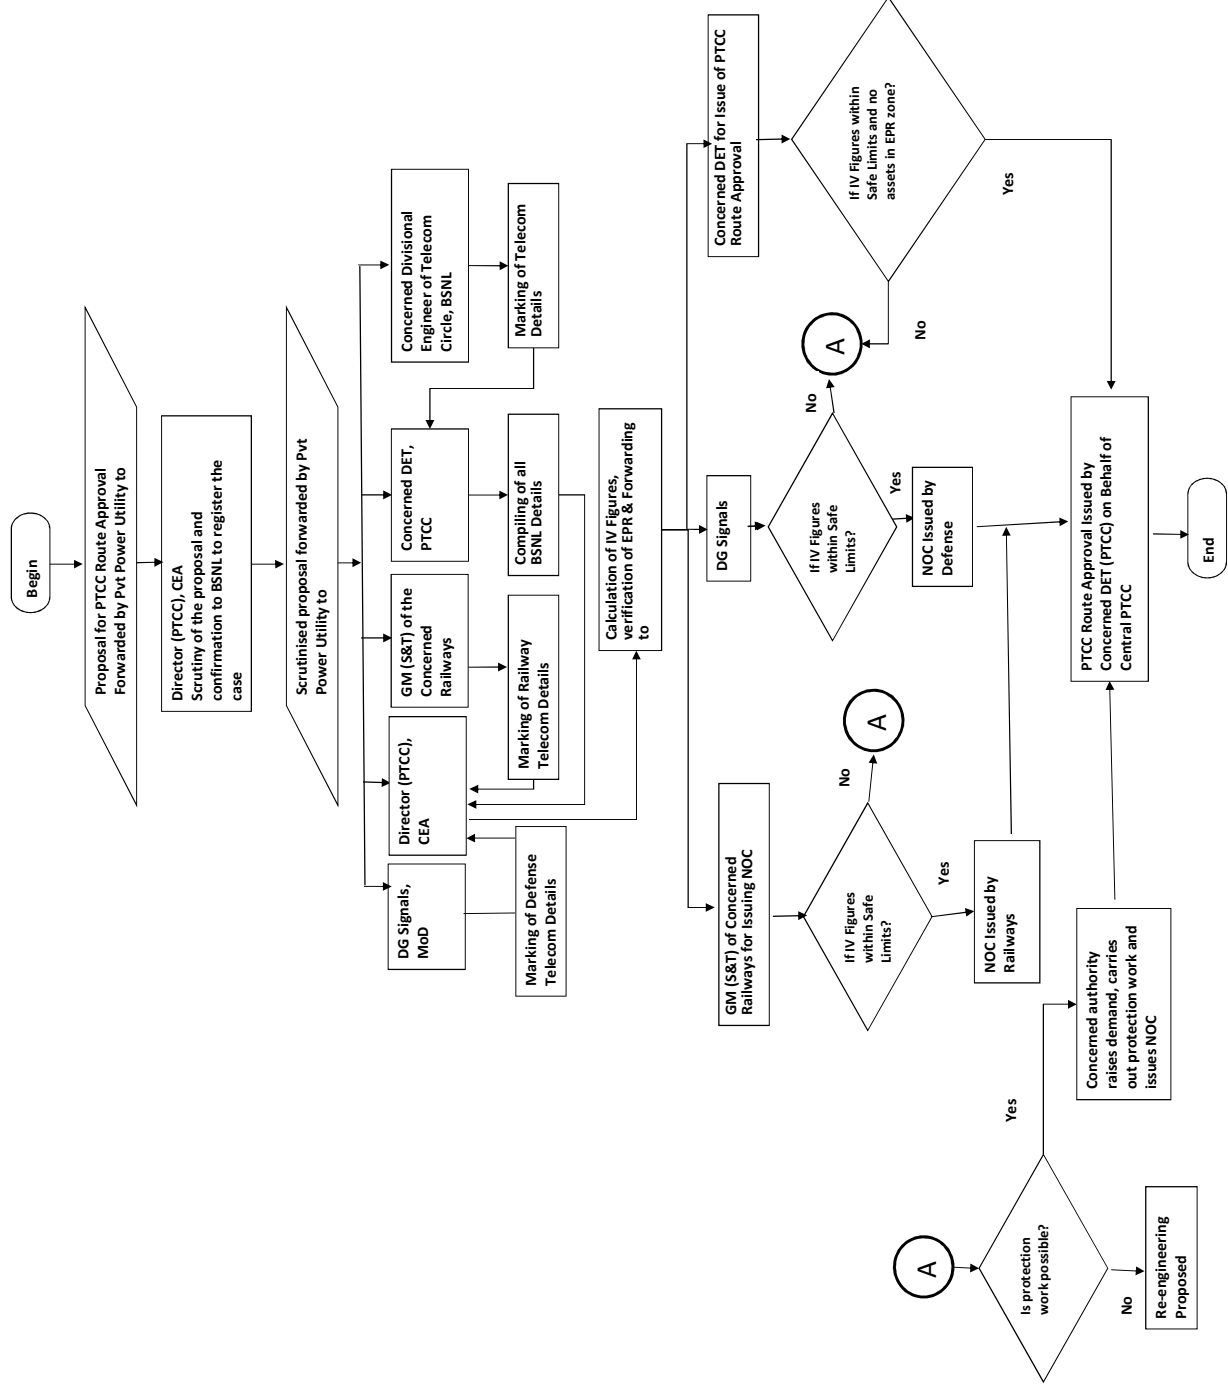 Begin
Proposal for PTCC Route Approval
Forwarded by Pvt Power Utility to
Director (PTCC), CEA
Scrutiny of the proposal and
confirmation to BSNL to register the
case
Scrutinised proposal forwarded by Pvt
Power Utility to
DG Signals,
MoD
Director (PTCC),
CEA
GM (S&T) of the
Concerned
Railways
Concerned DET,
PTCC
Concerned Divisional
Engineer of Telecom
Circle, BSNL
Marking of Defense
Telecom Details
Marking of Railway
Telecom Details
Compiling of all
BSNL Details
Marking of Telecom
Details
Calculation of IV Figures,
verification of EPR & Forwarding
to
GM (S&T) of Concerned
Railways for Issuing NOC
DG Signals
Concerned DET for Issue of PTCC
Route Approval
If IV Figures
within Safe
Limits?
No
A
Yes
NOC Issued by
Railways
If IV Figures
within Safe
Limits?
No
A
Yes
NOC Issued by
Defense
If IV Figures within
Safe Limits and no
assets in EPR zone?
No
Yes
A
Is protection
work possible?
Yes
No
Re-engineering
Proposed
Concerned authority
raises demand, carries
out protection work and
issues NOC
PTCC Route Approval Issued by
Concerned DET (PTCC) on Behalf of
Central PTCC
End